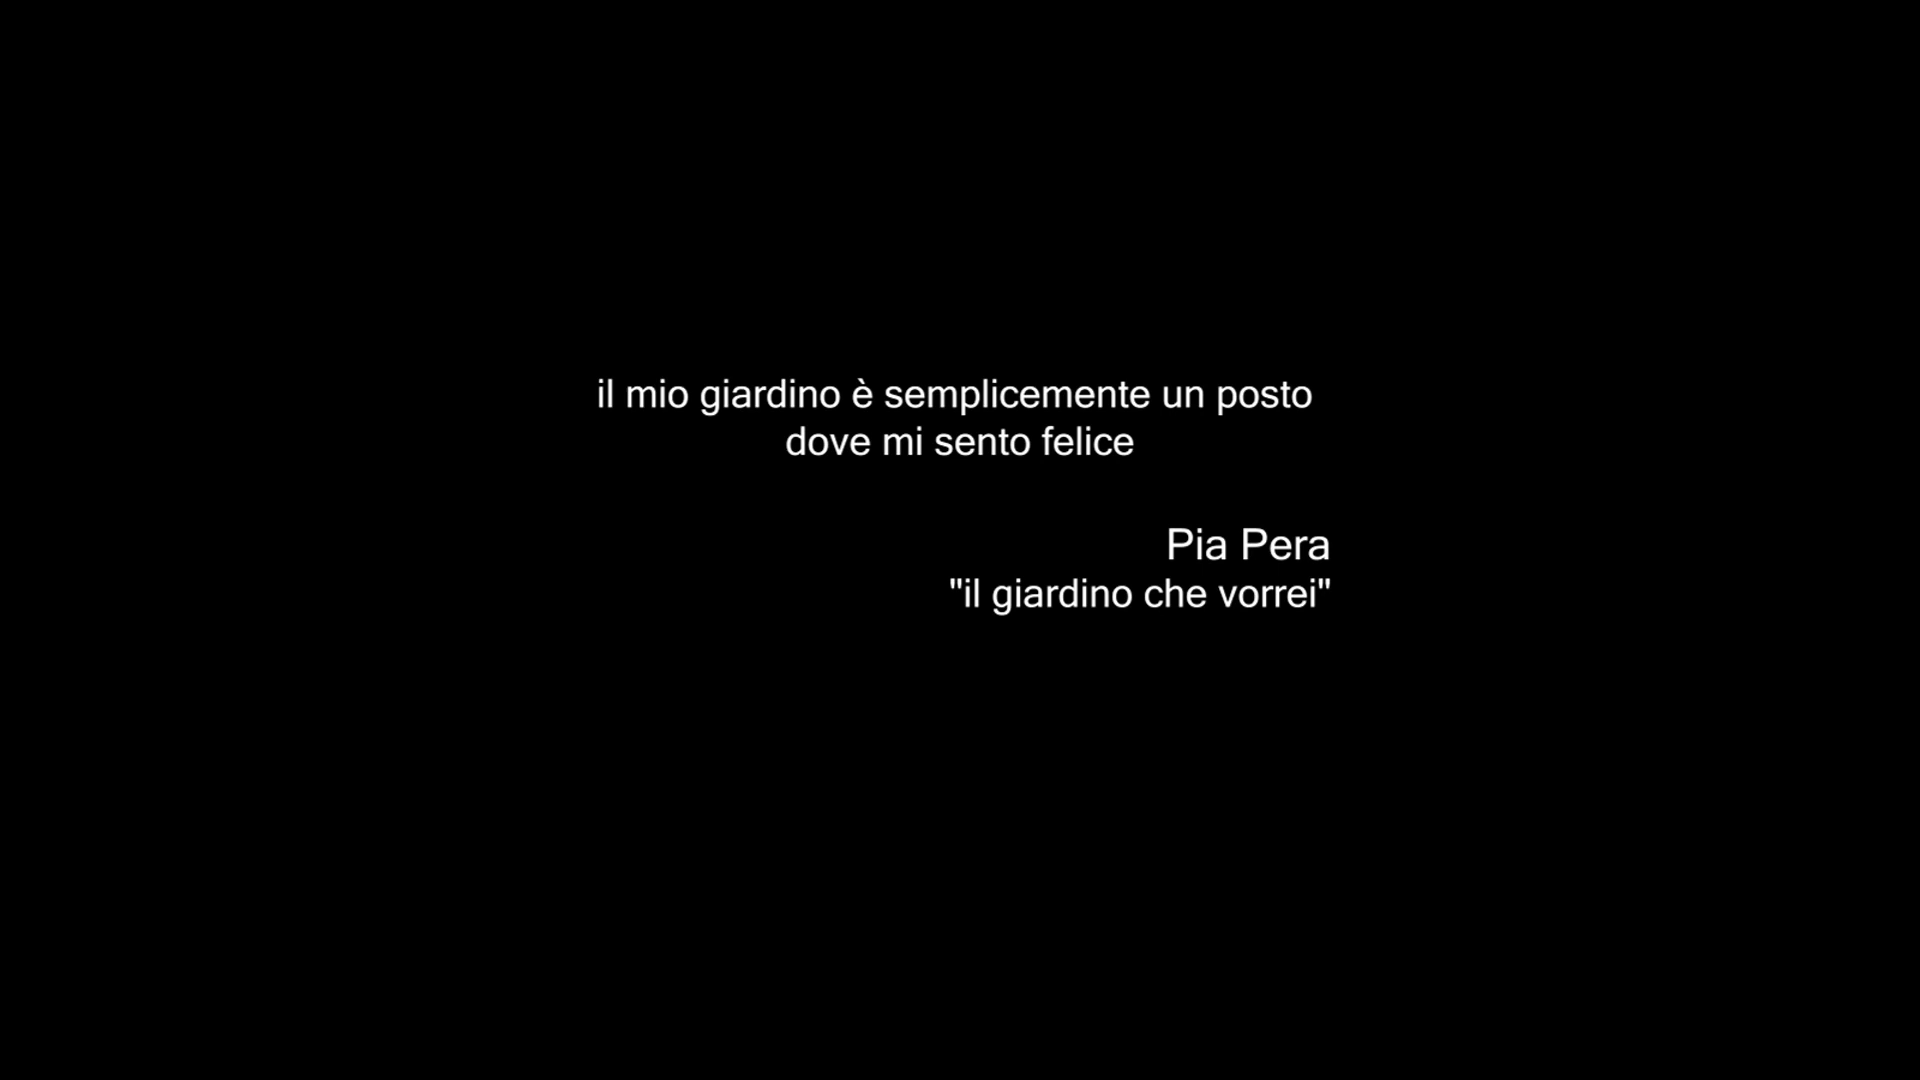 il mio giardino è semplicemente un posto
dove mi sento felice
Pia Pera
"il giardino che vorrei"